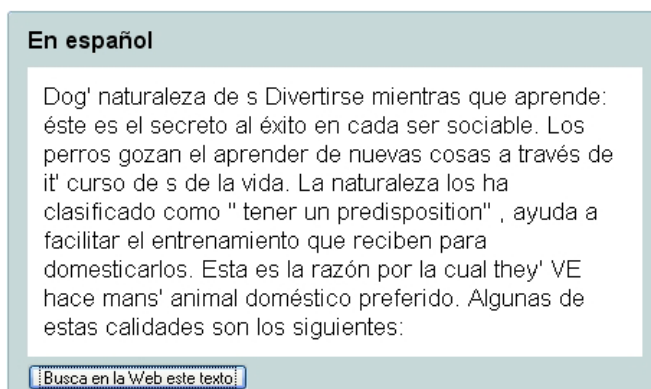 En español
Dog' naturaleza de s Divertirse mientras que aprende:
éste es el secreto al éxito en cada ser sociable. Los
perros gozan el aprender de nuevas cosas a través de
it' curso de s de la vida. La naturaleza los ha
clasificado como " tener un predisposition" , ayuda a
facilitar el entrenamiento que reciben para
domesticarlos. Esta es la razón por la cual they' VE
hace mans' animal doméstico preferido. Algunas de
estas calidades son los siguientes:
Busca en la Web este texto